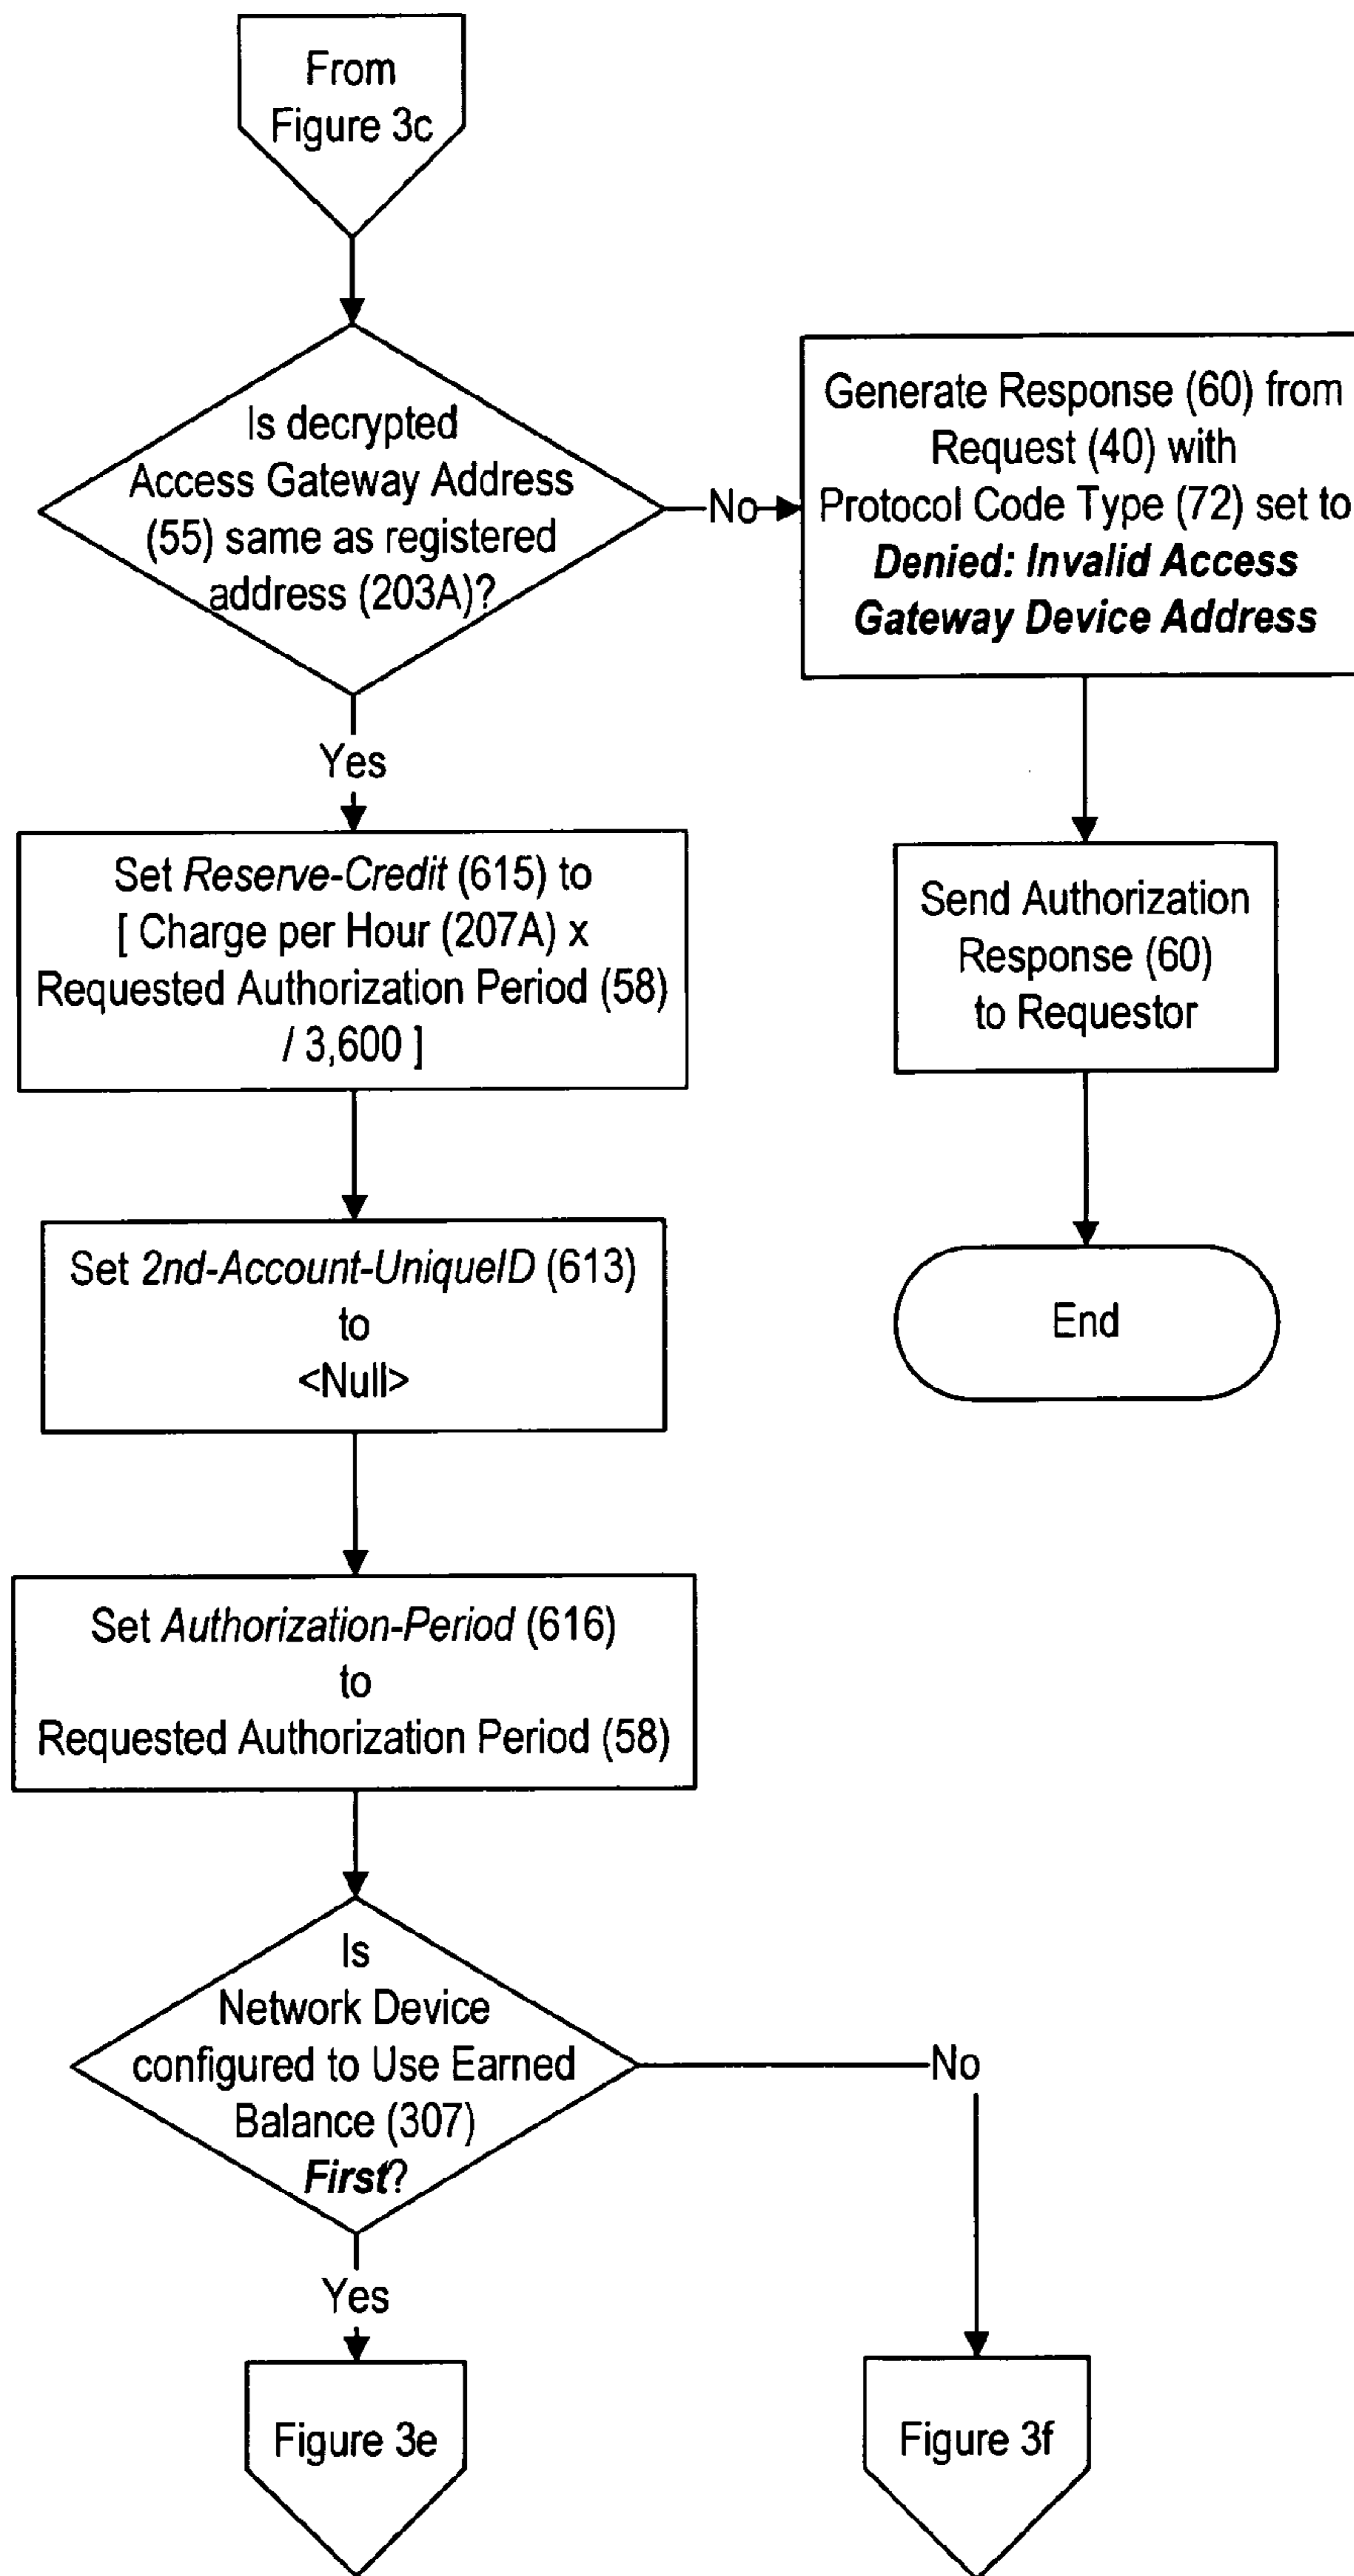 From
Figure 3c
Is decrypted
Access Gateway Address
(55) same as registered
address (203A)?
No
Generate Response (60) from
Request (40) with
Protocol Code Type (72) set to
Denied: Invalid Access
Gateway Device Address
Yes
Set Reserve-Credit (615) to
[ Charge per Hour (207A) x
Requested Authorization Period (58)
/ 3,600 ]
Send Authorization
Response (60)
to Requestor
Set 2nd-Account-UniqueID (613)
to
<Null>
End
Set Authorization-Period (616)
to
Requested Authorization Period (58)
Is
Network Device
configured to Use Earned
Balance (307)
First?
No
Yes
Figure 3e
Figure 3f